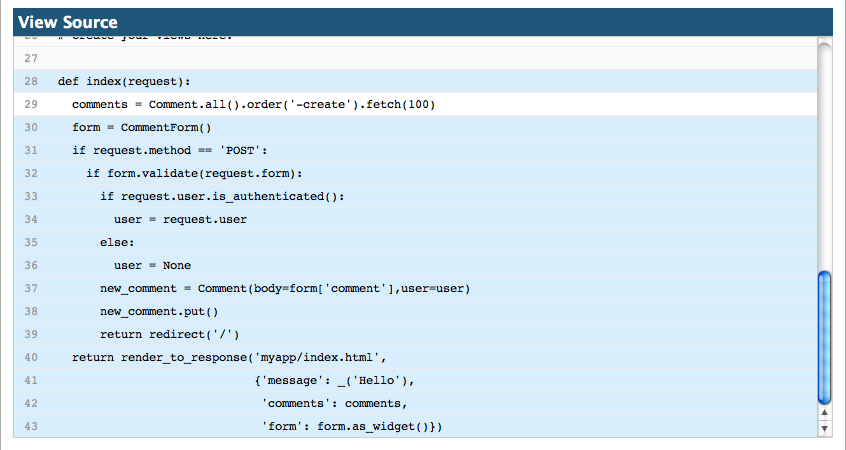 View Source
27
28 def index(request):
29   comments = Comment.all().order('-create').fetch(100)
30   form = CommentForm()
31   if request.method == 'POST':
32     if form.validate(request.form):
33       if request.user.is_authenticated():
34         user = request.user
35       else:
36         user = None
37       new_comment = Comment(body=form['comment'],user=user)
38       new_comment.put()
39       return redirect('/')
40   return render_to_response('myapp/index.html',
41                             {'message': _('Hello'),
42                              'comments': comments,
43                              'form': form.as_widget()})